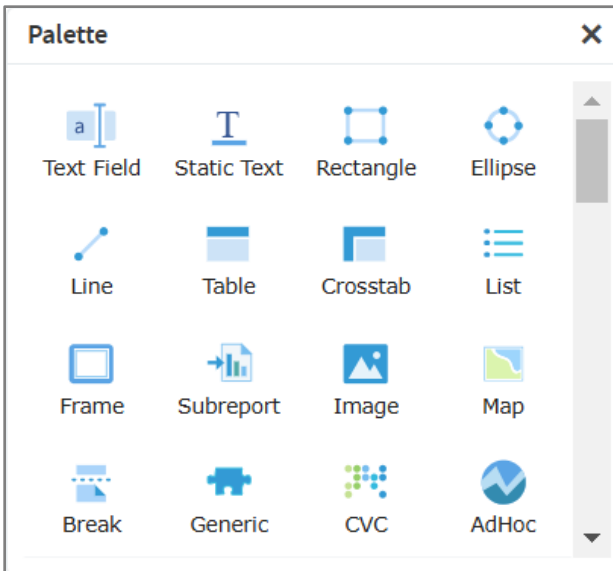 Palette
a T
Text Field Static Text Rectangle Ellipse
Line Table Crosstab List
Frame Subreport Image Map
Break Generic CVC AdHoc